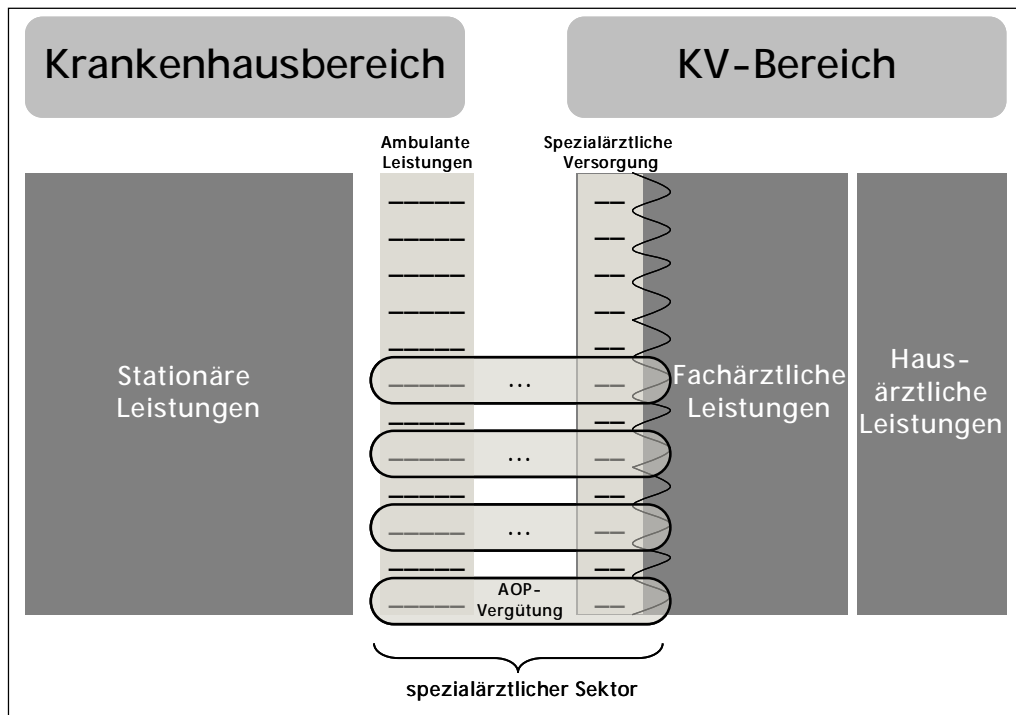 Krankenhausbereich
KV-Bereich
Ambulante
Leistungen
Spezialärztliche
Versorgung
Stationäre
Leistungen
Fachärztliche
Leistungen
Haus-
ärztliche
Leistungen
...
...
...
AOP-
Vergütung
spezialärztlicher Sektor